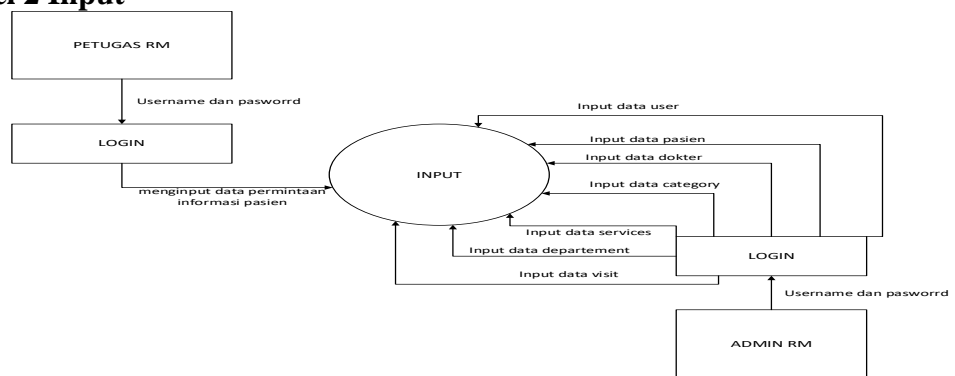 2 Input
PETUGAS RM
Username dan pasworrd
LOGIN
menginput data permintaan
informasi pasien
INPUT
Input data user
Input data pasien
Input data dokter
Input data category
Input data services
Input data departement
Input data visit
LOGIN
Username dan pasworrd
ADMIN RM